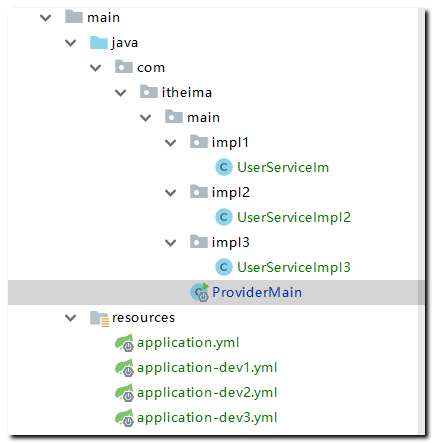 main
java
com
itheima
main
impl1
UserServiceIm
impl2
UserServiceImpl2
impl3
UserServiceImpl3
ProviderMain
resources
application.yml
application-dev1.yml
application-dev2.yml
application-dev3.yml